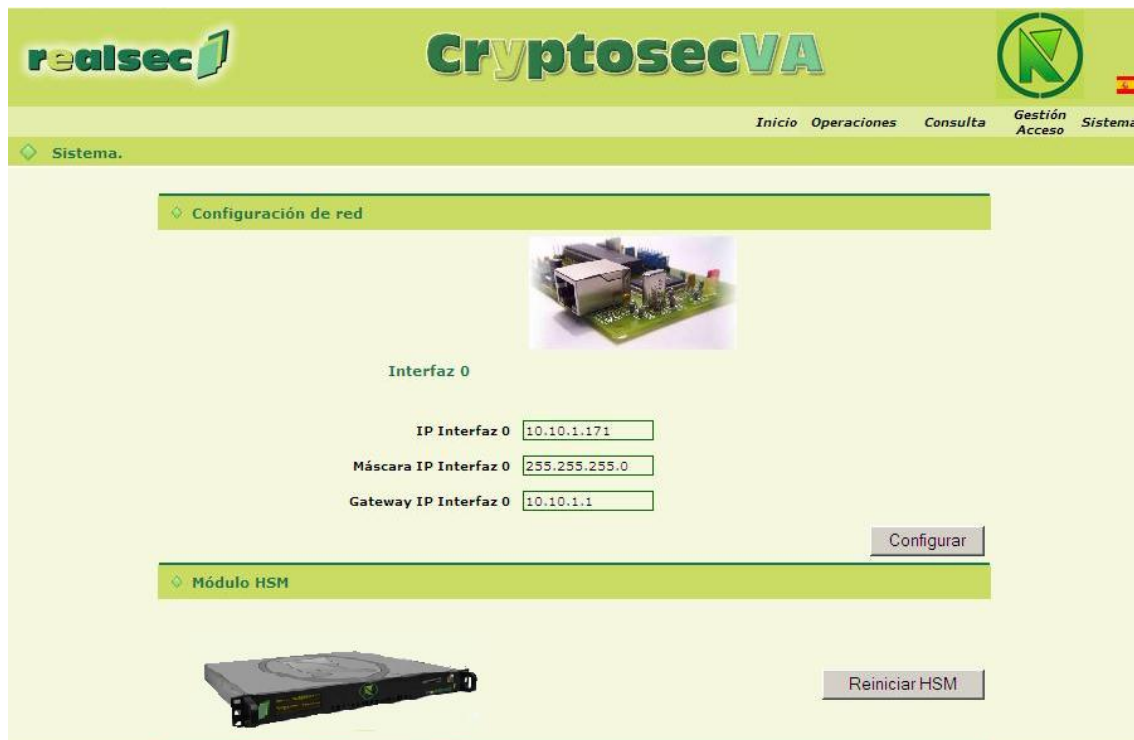 realsec
CryptosecVA
Inicio Operaciones Consulta Gestión Acceso Sistema
Sistema.
Configuración de red
Interfaz 0
IP Interfaz 0 10.10.1.171
Máscara IP Interfaz 0 255.255.255.0
Gateway IP Interfaz 0 10.10.1.1
Configurar
Módulo HSM
Reiniciar HSM